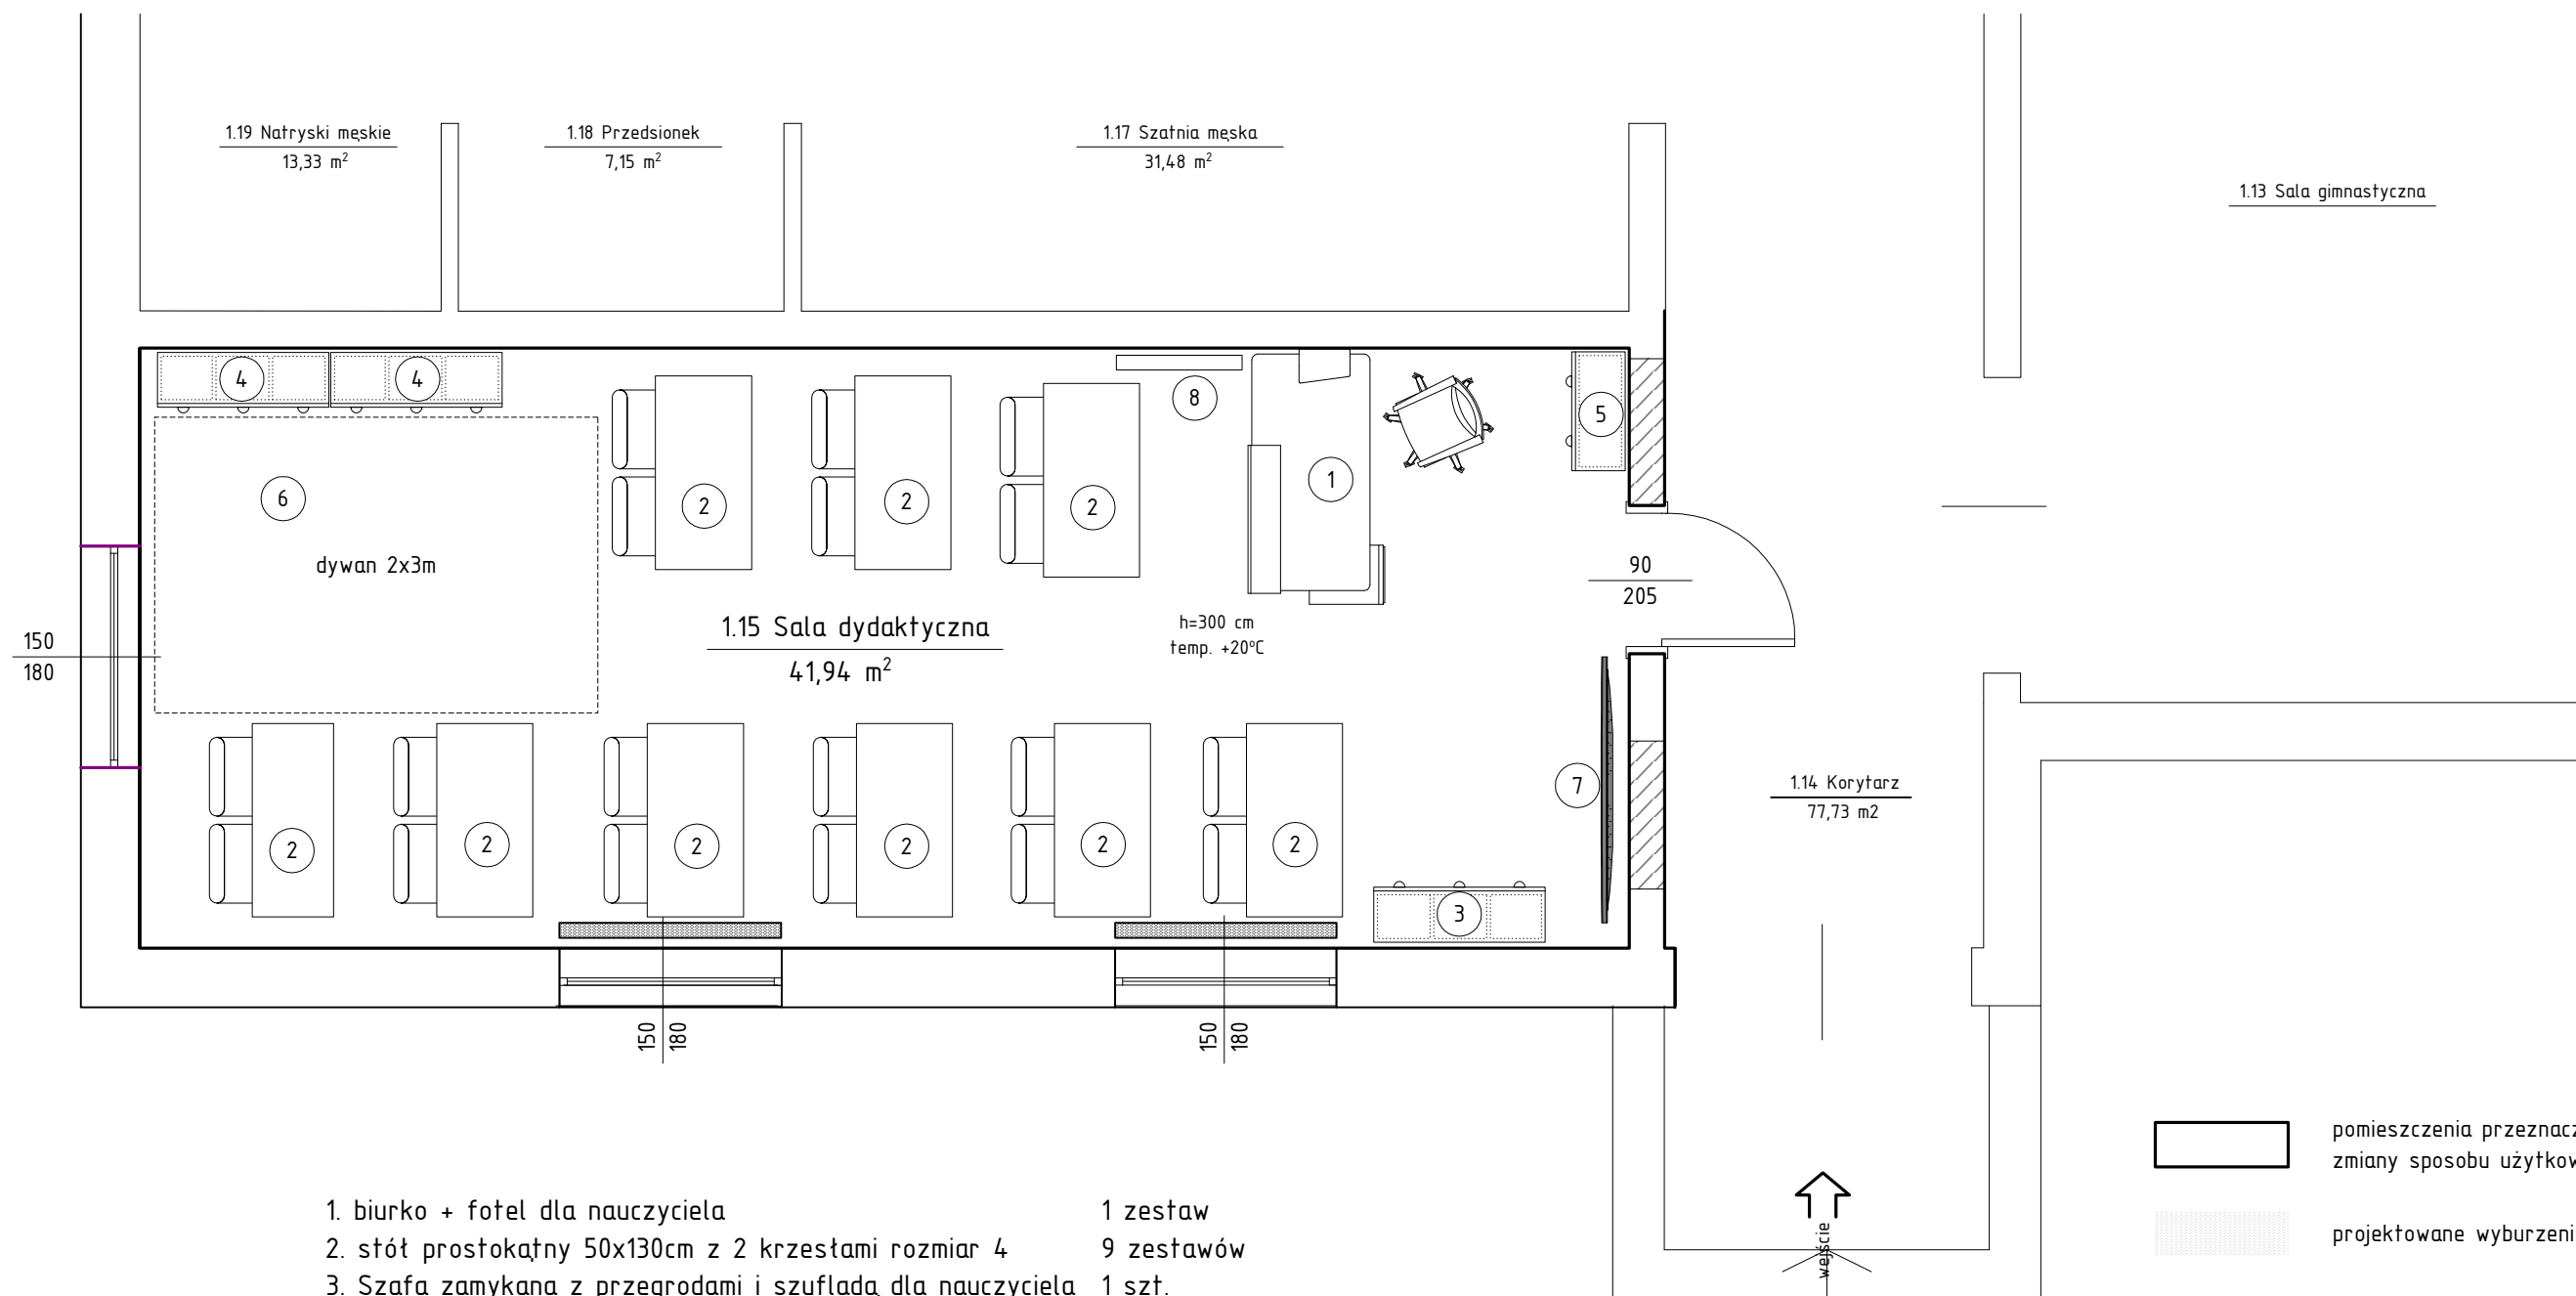 1.19 Natryski męskie
13,33 m²
1.18 Przedsionek
7,15 m²
1.17 Szatnia męska
31,48 m²
1.13 Sala gimnastyczna
4
4
8
5
1
6
2
2
2
dywan 2x3m
90
205
1.15 Sala dydaktyczna
41,94 m²
h=300 cm
temp. +20°C
150
180
7
1.14 Korytarz
77,73 m2
2
2
2
2
2
2
3
150
180
150
180
pomieszczenia przeznacz
zmiany sposobu użytkow
wejście
projektowane wyburzeni
1. biurko + fotel dla nauczyciela 1 zestaw
2. stół prostokątny 50x130cm z 2 krzesłami rozmiar 4 9 zestawów
3. Szafa zamykana z przegrodami i szufladą dla nauczyciela 1 szt.